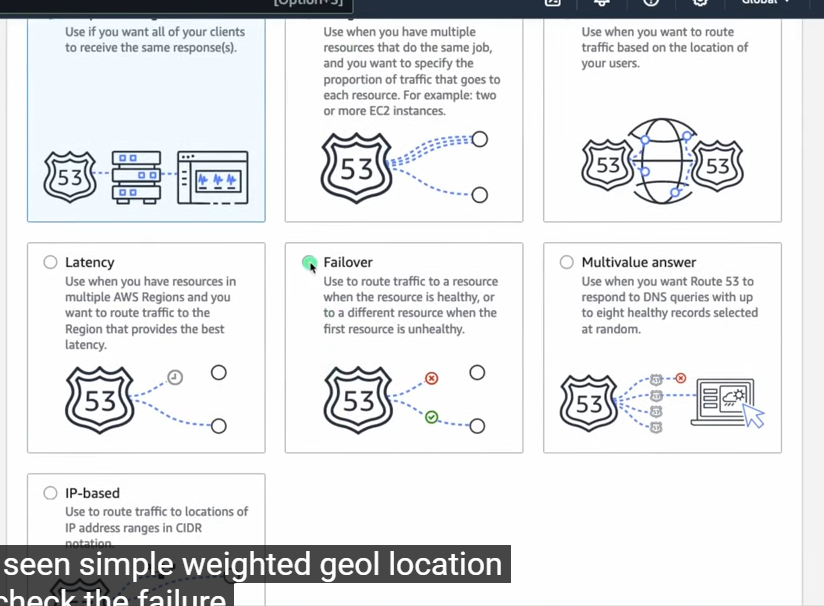 [Option+S]
Global
Use if you want all of your clients
to receive the same response(s).
53
Use when you have multiple
resources that do the same job,
and you want to specify the
proportion of traffic that goes to
each resource. For example: two
or more EC2 instances.
53
Use when you want to route
traffic based on the location of
your users.
53
53
Latency
Use when you have resources in
multiple AWS Regions and you
want to route traffic to the
Region that provides the best
latency.
53
Failover
Use to route traffic to a resource
when the resource is healthy, or
to a different resource when the
first resource is unhealthy.
53
Multivalue answer
Use when you want Route 53 to
respond to DNS queries with up
to eight healthy records selected
at random.
53
IP-based
Use to route traffic to locations of
IP address ranges in CIDR
notation.
seen simple weighted geol location
check the failure